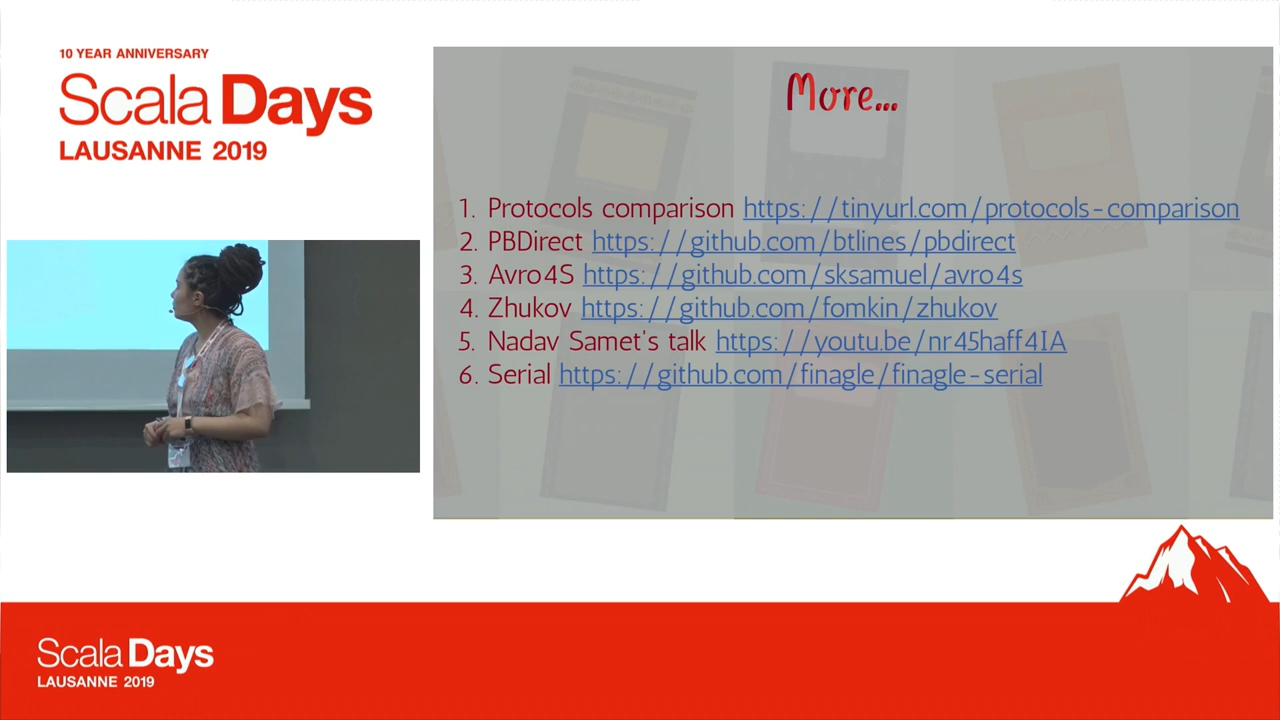 10 YEAR ANNIVERSARY
Scala Days
LAUSANNE 2019
More...
1. Protocols comparison https://tinyurl.com/protocols-comparison
2. PBDirect https://github.com/btlines/pbdirect
3. Avro4S https://github.com/sksamuel/avro4s
4. Zhukov https://github.com/fomkin/zhukov
5. Nadav Samet's talk https://youtu.be/nr45haff4IA
6. Serial https://github.com/finagle/finagle-serial
Scala Days
LAUSANNE 2019